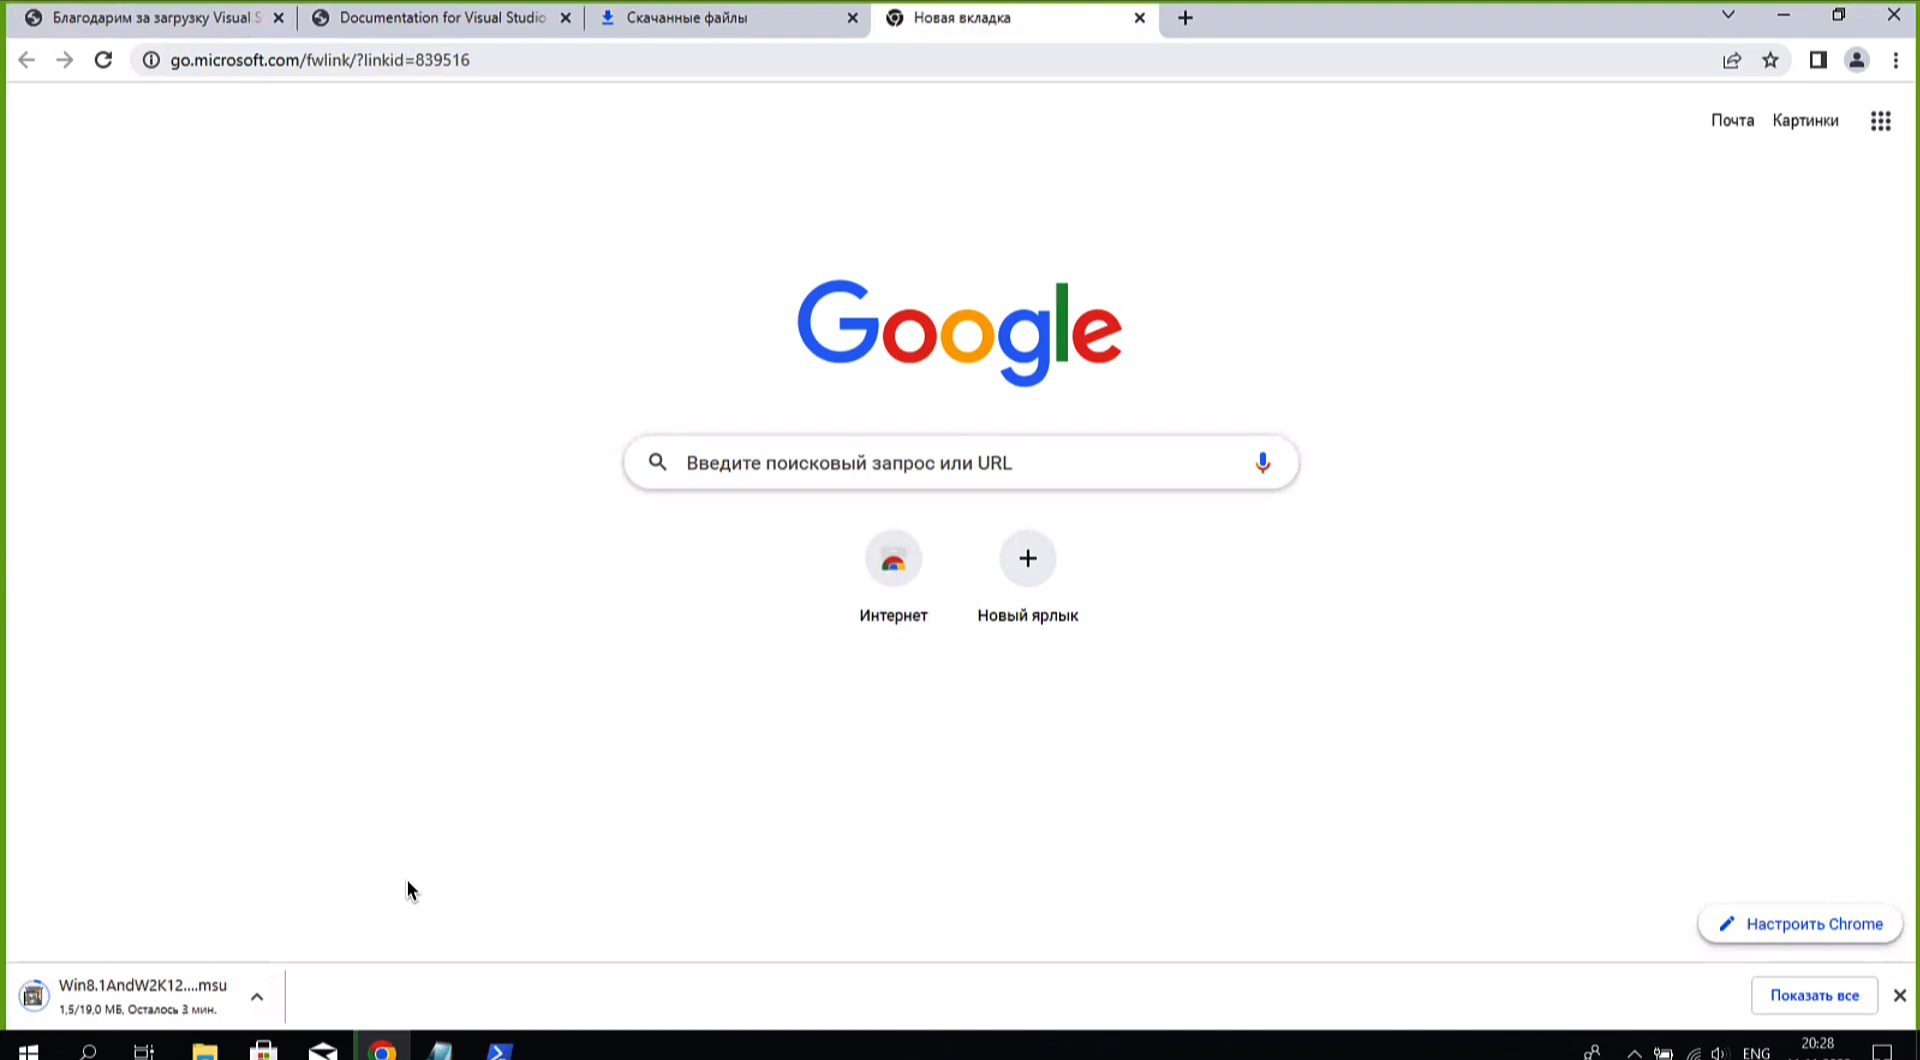 Благодарим за загрузку Visual S
Documentation for Visual Studio
Скачанные файлы
Новая вкладка
go.microsoft.com/fwlink/?linkid=839516
Почта
Картинки
Google
Введите поисковый запрос или URL
Интернет
Новый ярлык
Настроить Chrome
Win8.1AndW2K12....msu
1,5/19,0 МБ, Осталось 3 мин.
Показать все
ENG
20:28